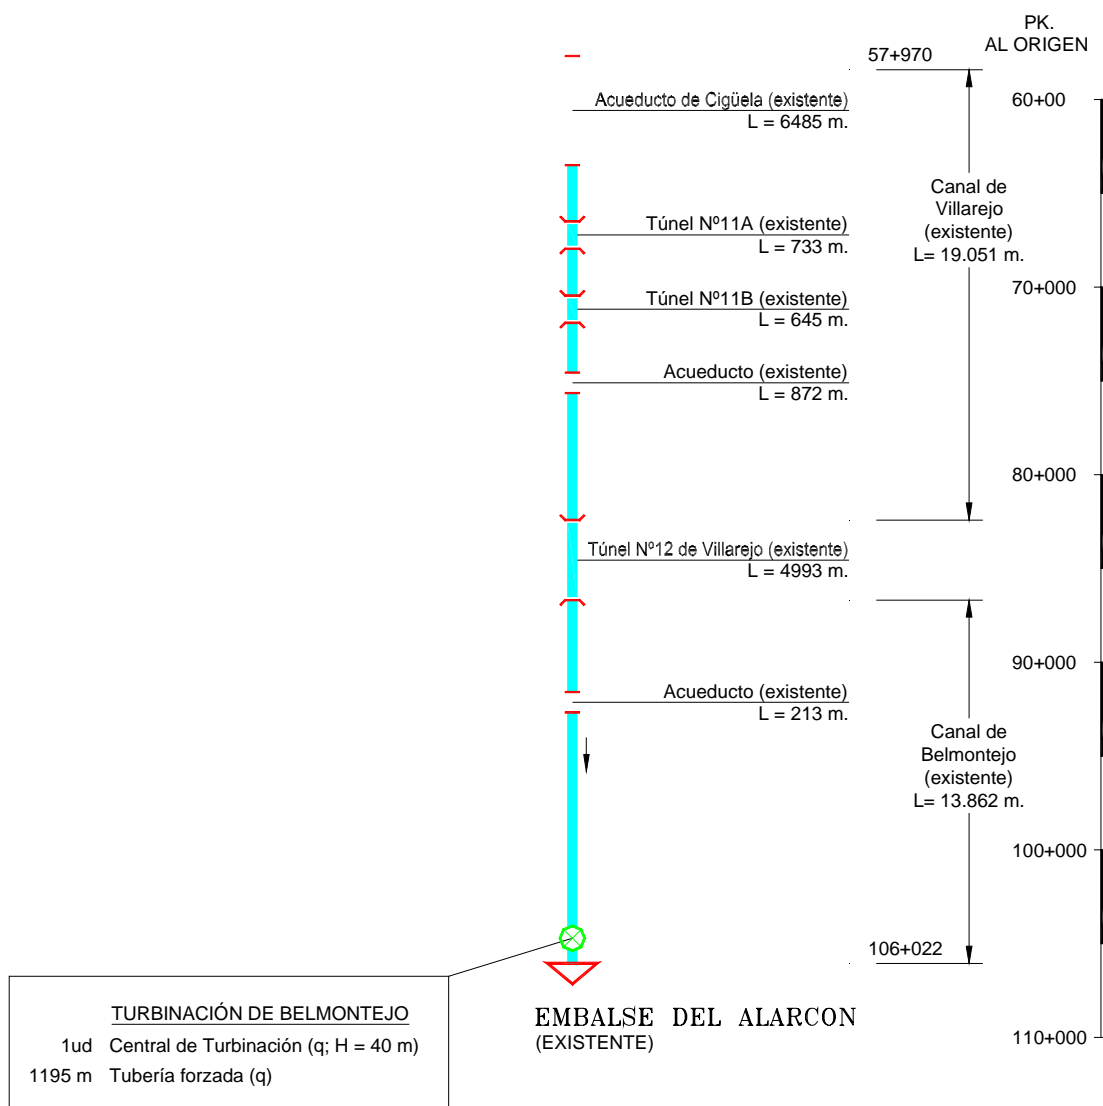 PK.
AL ORIGEN
57+970
Acueducto de Cigüela (existente)
L = 6485 m.
60+00
Canal de
Villarejo
(existente)
L= 19.051 m.
Túnel Nº11A (existente)
L = 733 m.
70+000
Túnel Nº11B (existente)
L = 645 m.
Acueducto (existente)
L = 872 m.
80+000
Túnel Nº12 de Villarejo (existente)
L = 4993 m.
90+000
Acueducto (existente)
L = 213 m.
Canal de
Belmontejo
(existente)
L= 13.862 m.
100+000
106+022
EMBALSE DEL ALARCON
(EXISTENTE)
110+000
TURBINACIÓN DE BELMONTEJO
1ud Central de Turbinación (q; H = 40 m)
1195 m Tubería forzada (q)